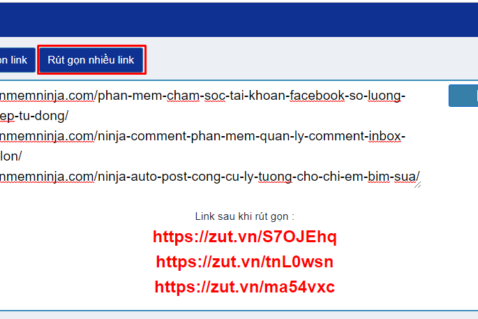 n link Rút gọn nhiều link
nmemninja.com/phan-mem-cham-soc-tai-khoan-facebook-so-luong-
ep-tu-dong/
nmemninja.com/ninja-comment-phan-mem-quan-ly-comment-inbox-
lon/
nmemninja.com/ninja-auto-post-cong-cu-ly-tuong-cho-chi-em-bim-sua/
Link sau khi rút gọn :
https://zut.vn/S7OJEhq
https://zut.vn/tnL0wsn
https://zut.vn/ma54vxc